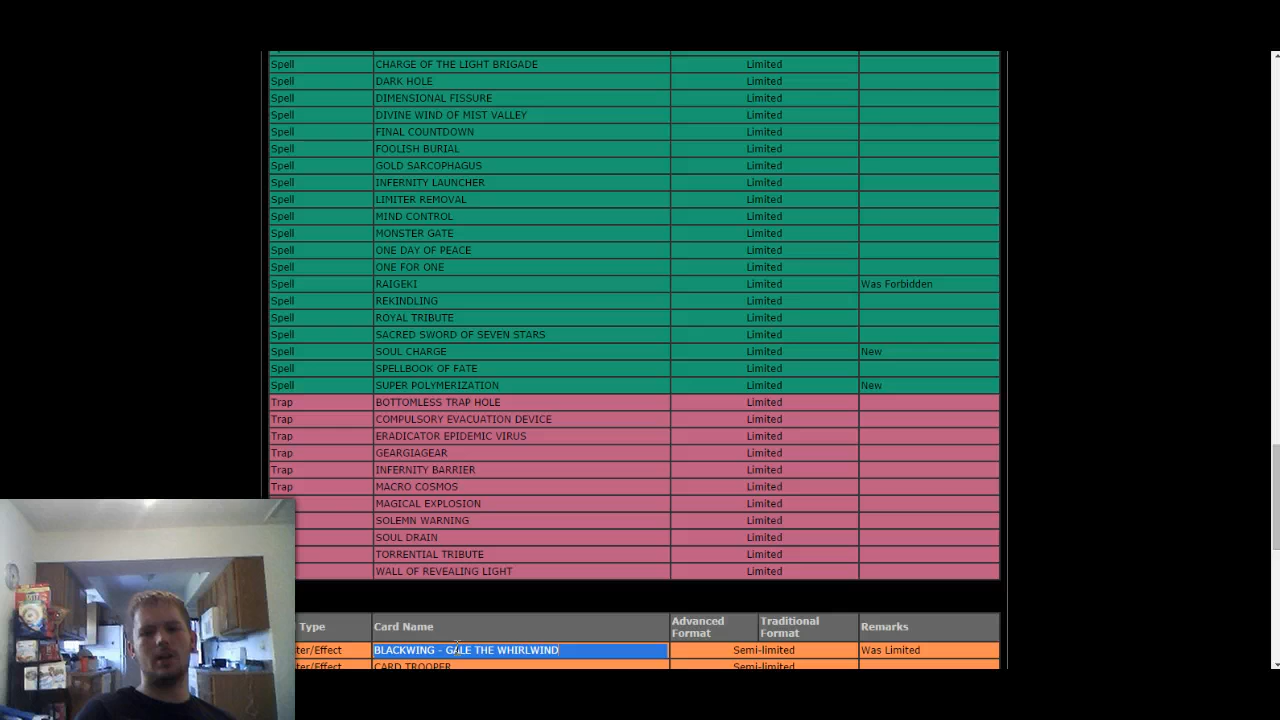 Spell CHARGE OF THE LIGHT BRIGADE Limited
Spell DARK HOLE Limited
Spell DIMENSIONAL FISSURE Limited
Spell DIVINE WIND OF MIST VALLEY Limited
Spell FINAL COUNTDOWN Limited
Spell FOOLISH BURIAL Limited
Spell GOLD SARCOPHAGUS Limited
Spell INFERNITY LAUNCHER Limited
Spell LIMITER REMOVAL Limited
Spell MIND CONTROL Limited
Spell MONSTER GATE Limited
Spell ONE DAY OF PEACE Limited
Spell ONE FOR ONE Limited
Spell RAIGEKI Limited Was Forbidden
Spell REKINDLING Limited
Spell ROYAL TRIBUTE Limited
Spell SACRED SWORD OF SEVEN STARS Limited
Spell SOUL CHARGE Limited New
Spell SPELLBOOK OF FATE Limited
Spell SUPER POLYMERIZATION Limited New
Trap BOTTOMLESS TRAP HOLE Limited
Trap COMPULSORY EVACUATION DEVICE Limited
Trap ERADICATOR EPIDEMIC VIRUS Limited
Trap GEARGIAGEAR Limited
Trap INFERNITY BARRIER Limited
Trap MACRO COSMOS Limited
MAGICAL EXPLOSION Limited
SOLEMN WARNING Limited
SOUL DRAIN Limited
TORRENTIAL TRIBUTE Limited
WALL OF REVEALING LIGHT Limited
Type Card Name Advanced Format Traditional Format Remarks
ter/Effect BLACKWING - GALE THE WHIRLWIND Semi-limited Was Limited
ter/Effect CARD TROOPER Semi-limited